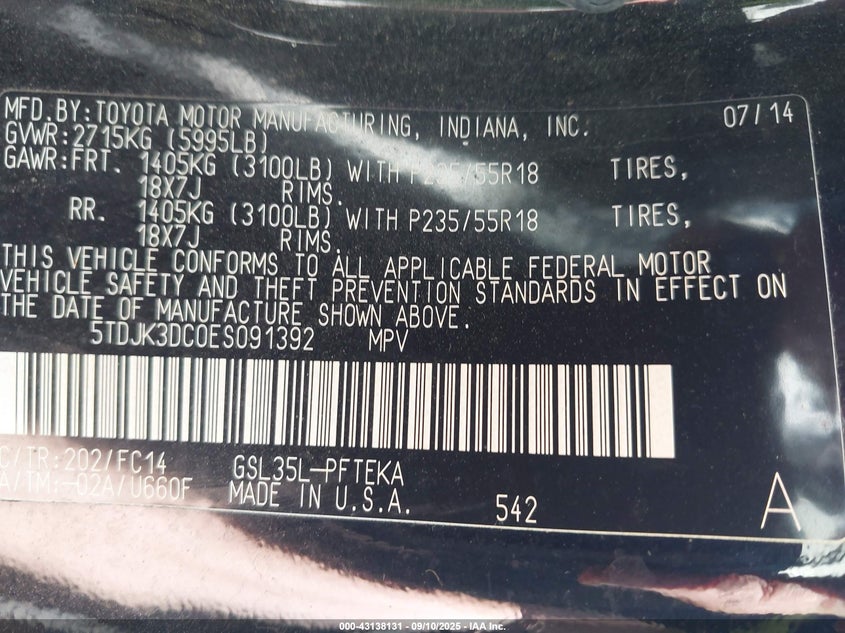 MFD.BY:TOYOTA MOTOR MANUFACTURING, INDIANA, INC. 07/14
GVWR:2715KG (5995LB)
GAWR:FRT. 1405KG (3100LB) WITH P235/55R18 TIRES,
18X7J RIMS.
RR. 1405KG (3100LB) WITH P235/55R18 TIRES,
18X7J RIMS.
THIS VEHICLE CONFORMS TO ALL APPLICABLE FEDERAL MOTOR
VEHICLE SAFETY AND THEFT PREVENTION STANDARDS IN EFFECT ON
THE DATE OF MANUFACTURE SHOWN ABOVE.
5TDJK3DC0ES091392 MPV
C/TR:202/FC14 GSL35L-PFTEKA
A/TM:-02A/U660F MADE IN U.S.A. 542 A
000-43138131 - 09/10/2025 - IAA Inc.